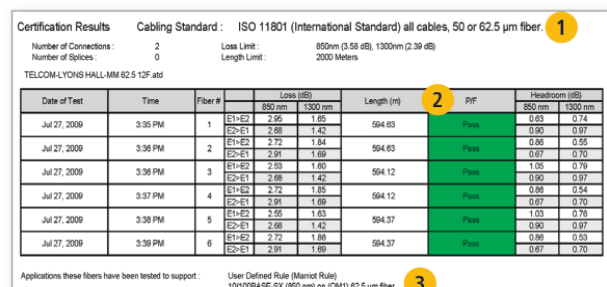 Certification Results Cabling Standard : ISO 11801 (International Standard) all cables, 50 or 62.5 µm fiber. 1
Number of Connections : 2 Loss Limit : 850nm (3.58 dB), 1300nm (2.39 dB)
Number of Splices : 0 Length Limit : 2000 Meters
TELCOM-LYONS HALL-MM 62.5 12F.atd
Date of Test Time Fiber # Loss (dB) Length (m) 2 P/F Headroom (dB)
850 nm 1300 nm 850 nm 1300 nm
Jul 27, 2009 3:35 PM 1 E1>E2 2.95 1.65 594.63 Pass 0.63 0.74
E2>E1 2.68 1.42 0.90 0.97
Jul 27, 2009 3:36 PM 2 E1>E2 2.72 1.84 594.63 Pass 0.86 0.55
E2>E1 2.91 1.69 0.67 0.70
Jul 27, 2009 3:36 PM 3 E1>E2 2.53 1.60 594.12 Pass 1.05 0.79
E2>E1 2.68 1.42 0.90 0.97
Jul 27, 2009 3:37 PM 4 E1>E2 2.72 1.85 594.12 Pass 0.86 0.54
E2>E1 2.91 1.69 0.67 0.70
Jul 27, 2009 3:38 PM 5 E1>E2 2.55 1.63 594.37 Pass 1.03 0.76
E2>E1 2.68 1.42 0.90 0.97
Jul 27, 2009 3:39 PM 6 E1>E2 2.72 1.86 594.37 Pass 0.86 0.53
E2>E1 2.91 1.69 0.67 0.70
Applications these fibers have been tested to support : User Defined Rule (Marriot Rule) 3
10/100BASE-SX (850 nm) on (OM1) 62.5 µm fiber